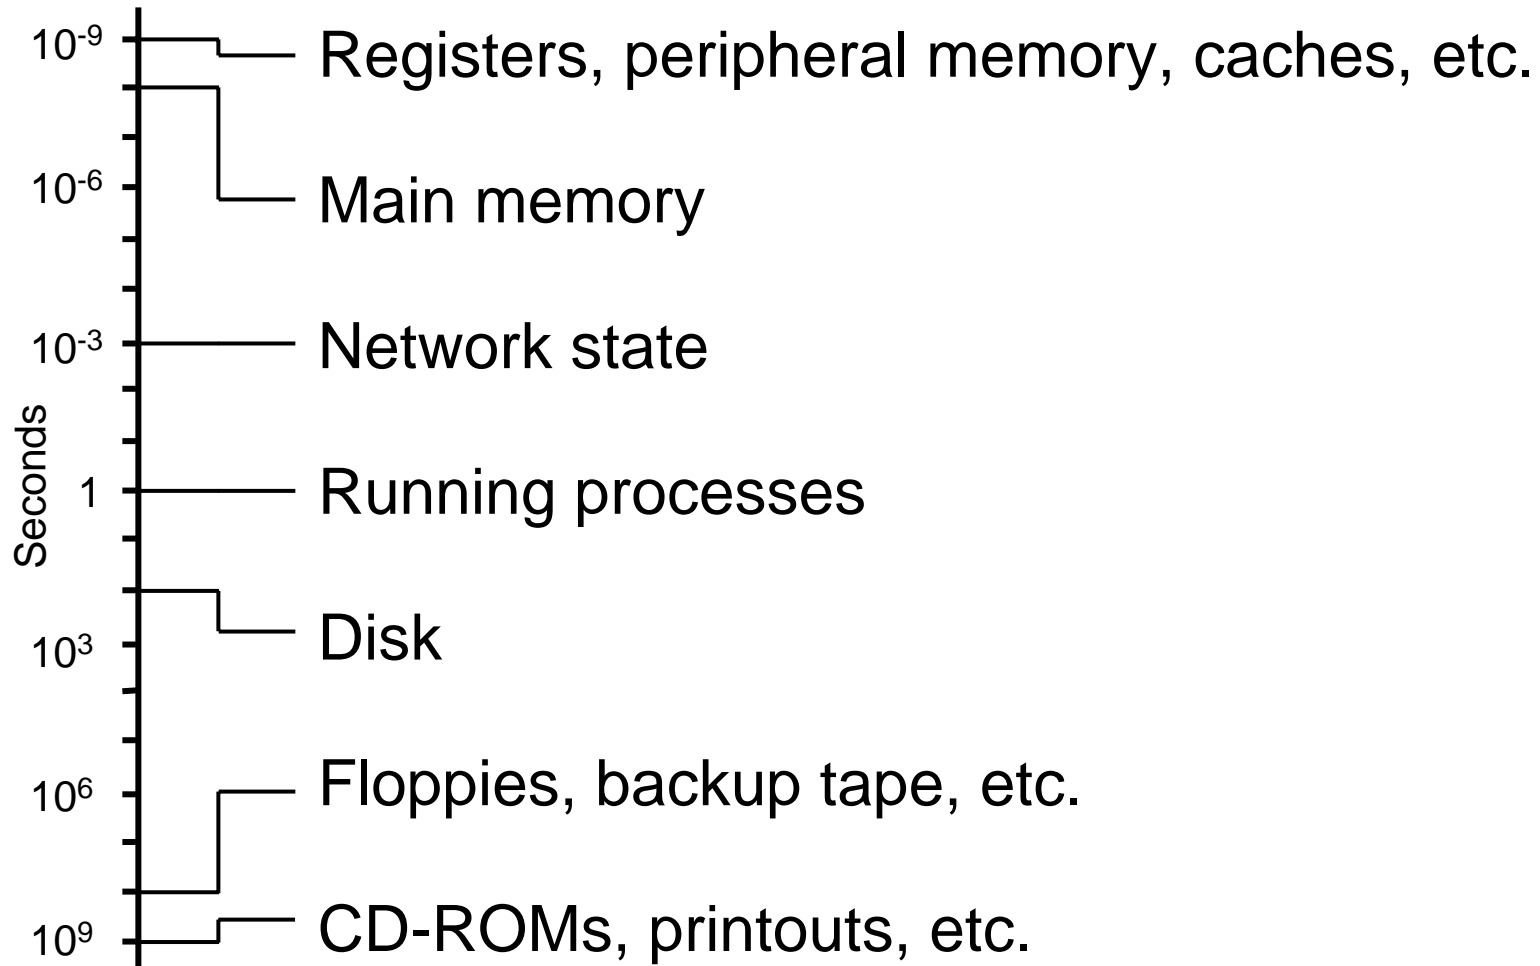 10⁻⁹ Registers, peripheral memory, caches, etc.
10⁻⁶ Main memory
10⁻³ Network state
Seconds
1 Running processes
10³ Disk
10⁶ Floppies, backup tape, etc.
10⁹ CD-ROMs, printouts, etc.